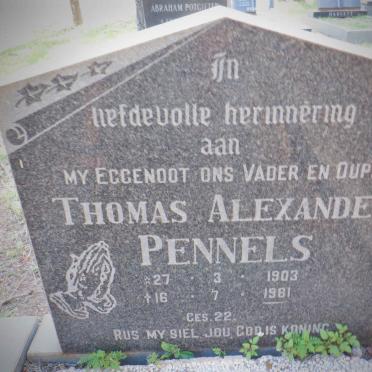 ABRAHAM POTGIETER
In
liefdevolle herinnering
aan
MY EGGENOOT ONS VADER EN OUP
THOMAS ALEXANDE
PENNELS
* 27 · 3 · 1903
† 16 · 7 · 1981
GES. 22.
RUS MY SIEL JOU GOD IS KONING